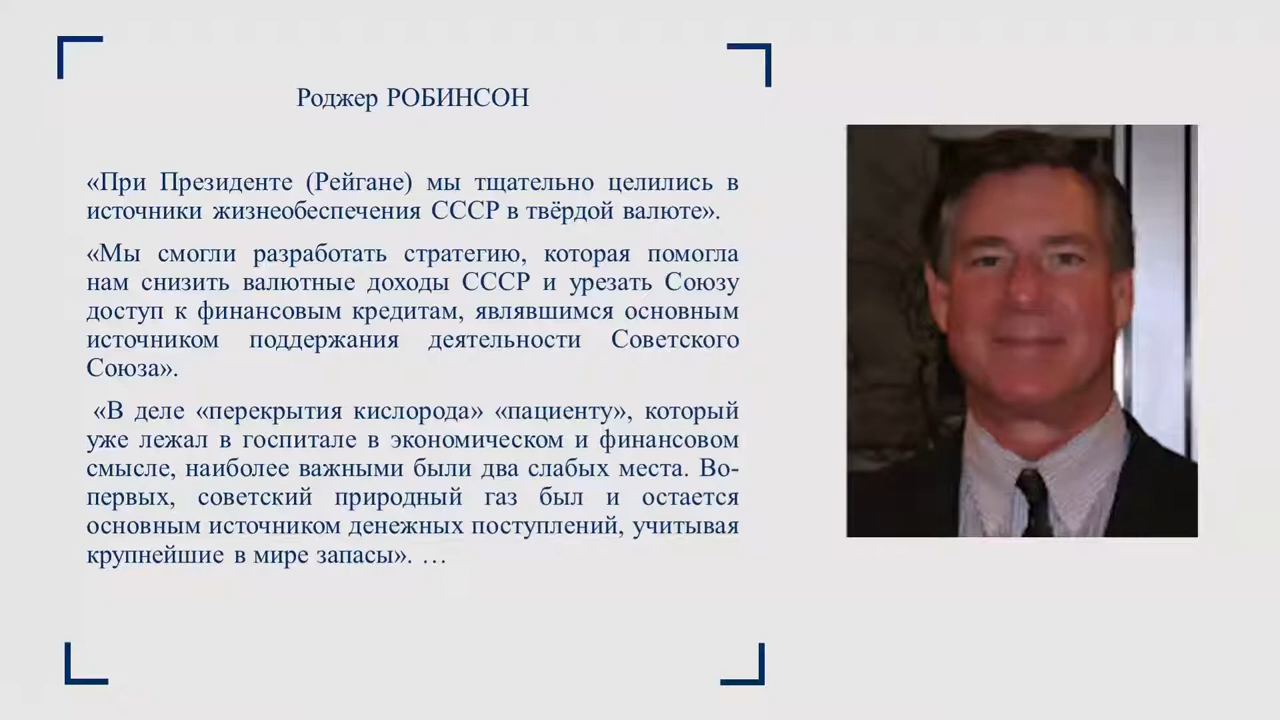 Роджер РОБИНСОН
«При Президенте (Рейгане) мы тщательно целились в
источники жизнеобеспечения СССР в твёрдой валюте».
«Мы смогли разработать стратегию, которая помогла
нам снизить валютные доходы СССР и урезать Союзу
доступ к финансовым кредитам, являвшимся основным
источником поддержания деятельности Советского
Союза».
«В деле «перекрытия кислорода» «пациенту», который
уже лежал в госпитале в экономическом и финансовом
смысле, наиболее важными были два слабых места. Во-
первых, советский природный газ был и остается
основным источником денежных поступлений, учитывая
крупнейшие в мире запасы». …